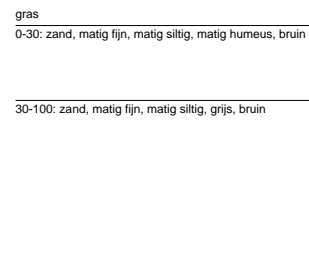 gras
0-30: zand, matig fijn, matig siltig, matig humeus, bruin
30-100: zand, matig fijn, matig siltig, grijs, bruin